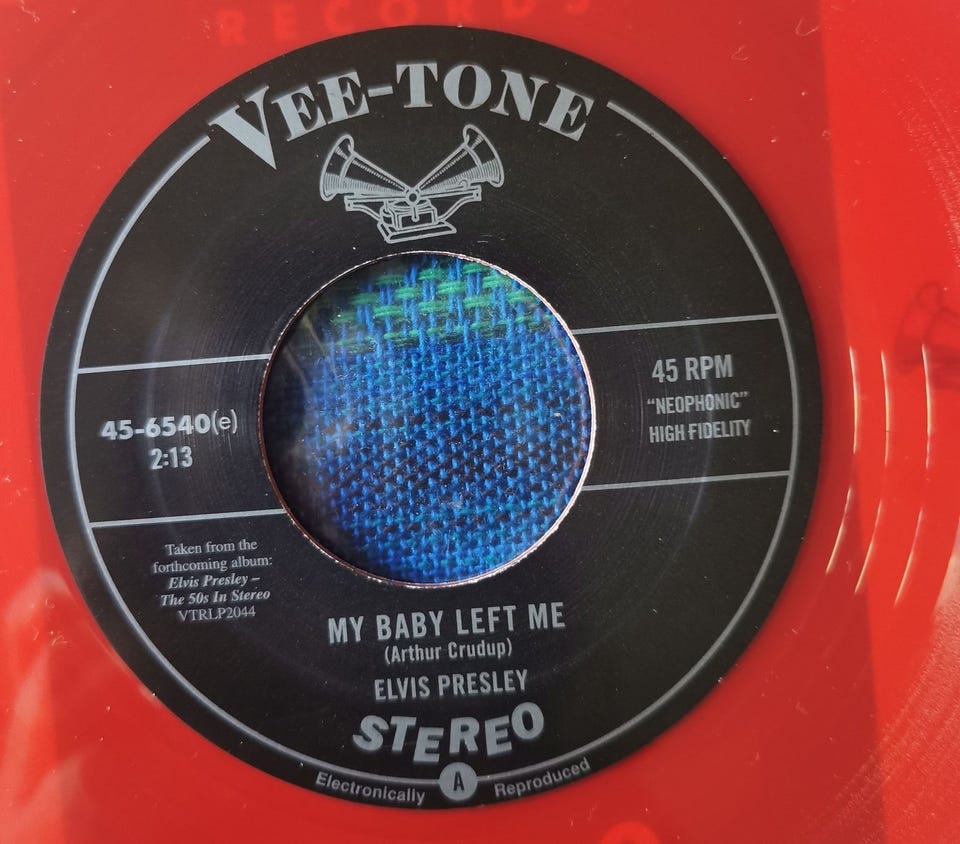 RECORDS
VEE-TONE
45-6540(e)
2:13
45 RPM
"NEOPHONIC"
HIGH FIDELITY
Taken from the
forthcoming album:
Elvis Presley –
The 50s In Stereo
VTRLP2044
MY BABY LEFT ME
(Arthur Crudup)
ELVIS PRESLEY
STEREO
Electronically A Reproduced